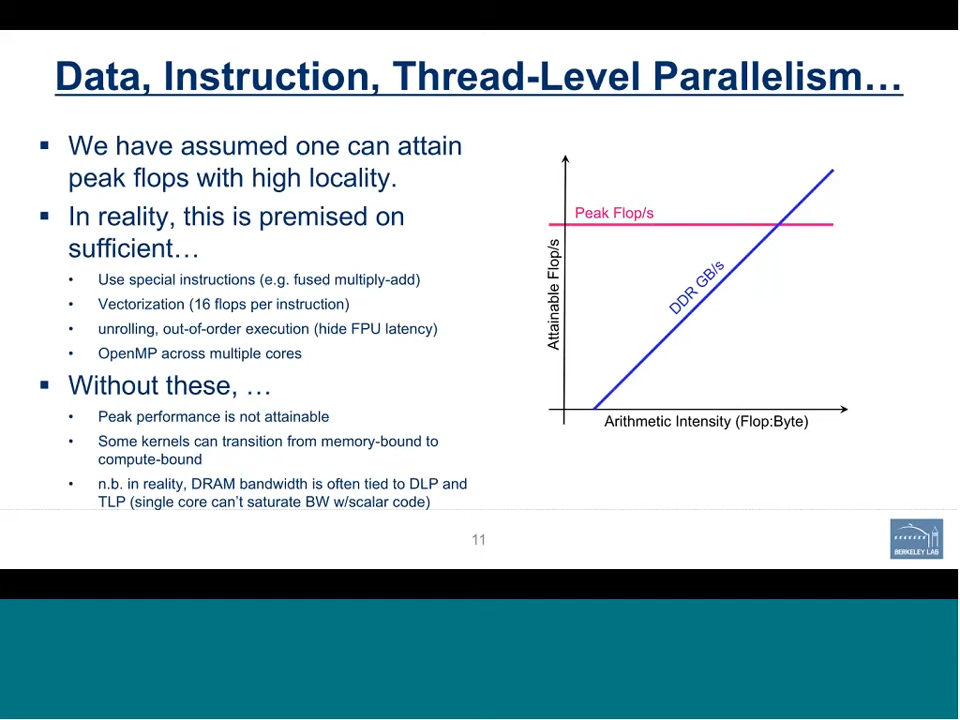 Data, Instruction, Thread-Level Parallelism…
▪ We have assumed one can attain
peak flops with high locality.
▪ In reality, this is premised on
sufficient…
• Use special instructions (e.g. fused multiply-add)
• Vectorization (16 flops per instruction)
• unrolling, out-of-order execution (hide FPU latency)
• OpenMP across multiple cores
▪ Without these, …
• Peak performance is not attainable
• Some kernels can transition from memory-bound to
compute-bound
• n.b. in reality, DRAM bandwidth is often tied to DLP and
TLP (single core can't saturate BW w/scalar code)
Peak Flop/s
Attainable Flop/s
DDR GB/s
Arithmetic Intensity (Flop:Byte)
11
BERKELEY LAB